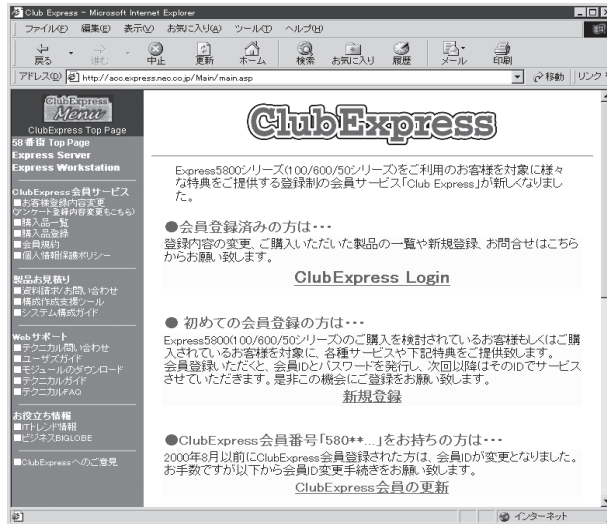 Club Express - Microsoft Internet Explorer
ファイル(F) 編集(E) 表示(V) お気に入り(A) ツール(T) ヘルプ(H)
戻る 進む 中止 更新 ホーム 検索 お気に入り 履歴 メール 印刷
アドレス(D) http://acc.express.nec.co.jp/Main/main.asp 移動 リンク
ClubExpress
Menu
ClubExpress Top Page
58番街 Top Page
Express Server
Express Workstation
ClubExpress会員サービス
■お客様登録内容変更
(アンケート登録内容変更もこちら)
■購入品一覧
■購入品登録
■会員規約
■個人情報保護ポリシー
製品お見積り
■資料請求/お問い合わせ
■構成作成支援ツール
■システム構成ガイド
Webサポート
■テクニカル問い合わせ
■ユーザズガイド
■モジュールのダウンロード
■テクニカルガイド
■テクニカルFAQ
お役立ち情報
■ITトレンド情報
■ビジネスBIGLOBE
■ClubExpressへのご意見
ClubExpress
Express5800シリーズ(100/600/50シリーズ)をご利用のお客様を対象に様々
な特典をご提供する登録制の会員サービス「Club Express」が新しくなりまし
た。
●会員登録済みの方は・・・
登録内容の変更、ご購入いただいた製品の一覧や新規登録、お問合せはこちら
からお願い致します。
ClubExpress Login
● 初めての会員登録の方は・・・
Express5800(100/600/50シリーズ)のご購入を検討されているお客様もしくはご購
入されているお客様を対象に、各種サービスや下記特典をご提供致します。
会員登録いただくと、会員IDとパスワードを発行し、次回以降はそのIDでサービス
させていただきます。是非この機会にご登録をお願い致します。
新規登録
●ClubExpress会員番号「580**...」をお持ちの方は・・・
2000年8月以前にClubExpress会員登録された方は、会員IDが変更となりました。
お手数ですが以下から会員ID変更手続きをお願い致します。
ClubExpress会員の更新
インターネット